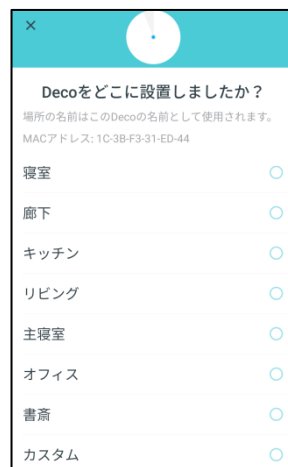 Decoをどこに設置しましたか？
場所の名前はこのDecoの名前として使用されます。
MACアドレス: 1C-3B-F3-31-ED-44
寝室
廊下
キッチン
リビング
主寝室
オフィス
書斎
カスタム